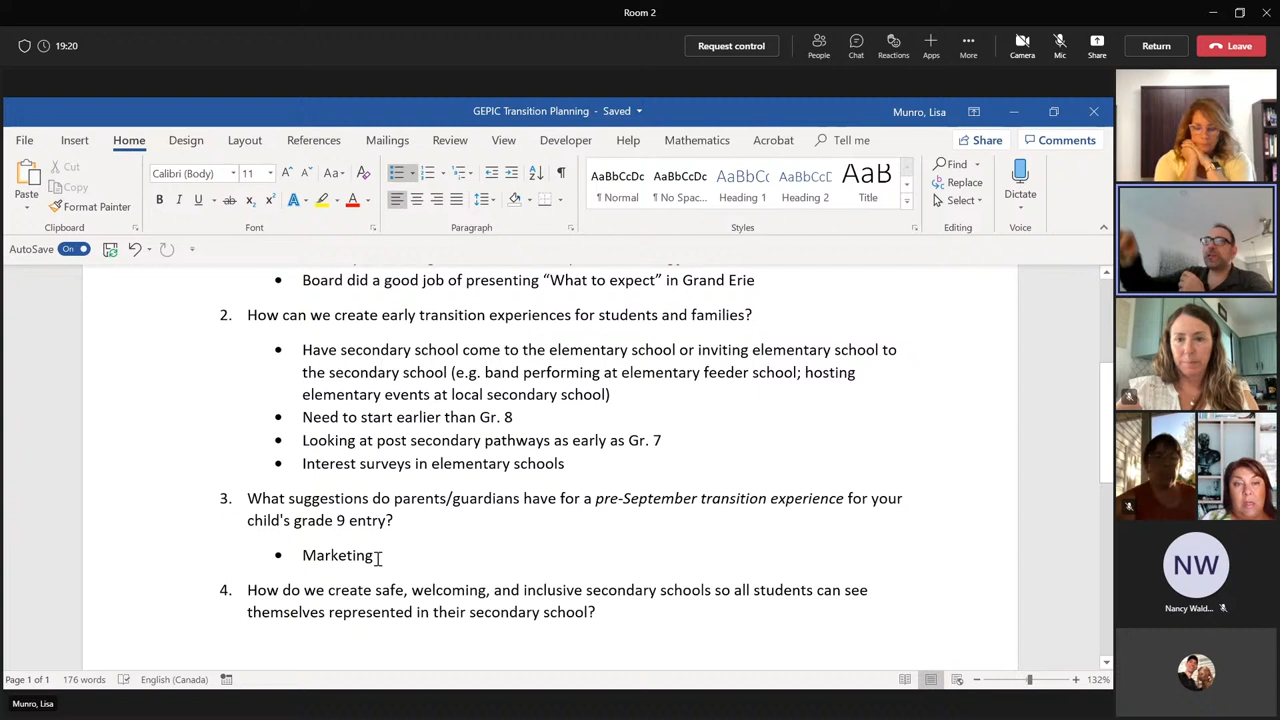 Room 2
19:20
Request control
People
Chat
Reactions
Apps
More
Camera
Mic
Share
Return
Leave
GEPIC Transition Planning - Saved
Munro, Lisa
File
Insert
Home
Design
Layout
References
Mailings
Review
View
Developer
Help
Mathematics
Acrobat
Tell me
Share
Comments
Paste
Cut
Copy
Format Painter
Clipboard
Calibri (Body)
11
Font
Paragraph
AaBbCcDc
¶ Normal
AaBbCcDc
¶ No Spac...
AaBbCc
Heading 1
AaBbCcD
Heading 2
AaB
Title
Styles
Find
Replace
Select
Editing
Dictate
Voice
AutoSave On
• Board did a good job of presenting “What to expect” in Grand Erie
2. How can we create early transition experiences for students and families?
• Have secondary school come to the elementary school or inviting elementary school to
the secondary school (e.g. band performing at elementary feeder school; hosting
elementary events at local secondary school)
• Need to start earlier than Gr. 8
• Looking at post secondary pathways as early as Gr. 7
• Interest surveys in elementary schools
3. What suggestions do parents/guardians have for a pre-September transition experience for your
child's grade 9 entry?
• Marketing
4. How do we create safe, welcoming, and inclusive secondary schools so all students can see
themselves represented in their secondary school?
Page 1 of 1
176 words
English (Canada)
132%
Munro, Lisa
NW
Nancy Wald...